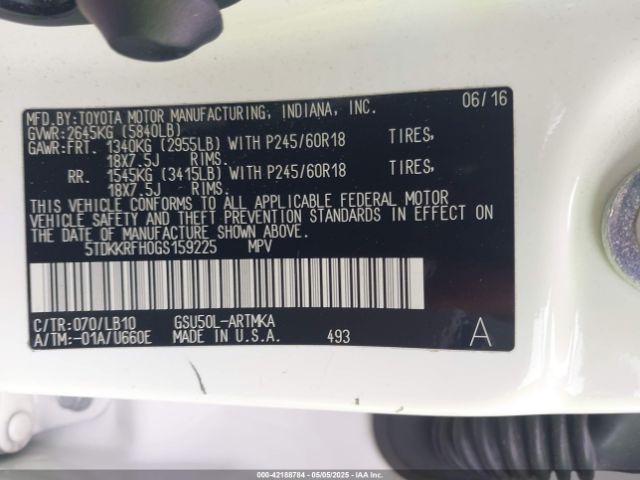 MFD.BY:TOYOTA MOTOR MANUFACTURING, INDIANA, INC. 06/16
GVWR:2645KG (5840LB)
GAWR:FRT. 1340KG (2955LB) WITH P245/60R18 TIRES,
18X7.5J RIMS.
RR. 1545KG (3415LB) WITH P245/60R18 TIRES,
18X7.5J RIMS.
THIS VEHICLE CONFORMS TO ALL APPLICABLE FEDERAL MOTOR
VEHICLE SAFETY AND THEFT PREVENTION STANDARDS IN EFFECT ON
THE DATE OF MANUFACTURE SHOWN ABOVE.
5TDKKRFH0GS159225 MPV
C/TR:070/LB10 GSU50L-ARTMKA
A/TM:-01A/U660E MADE IN U.S.A. 493 A
000-42188784 - 05/05/2025 - IAA Inc.